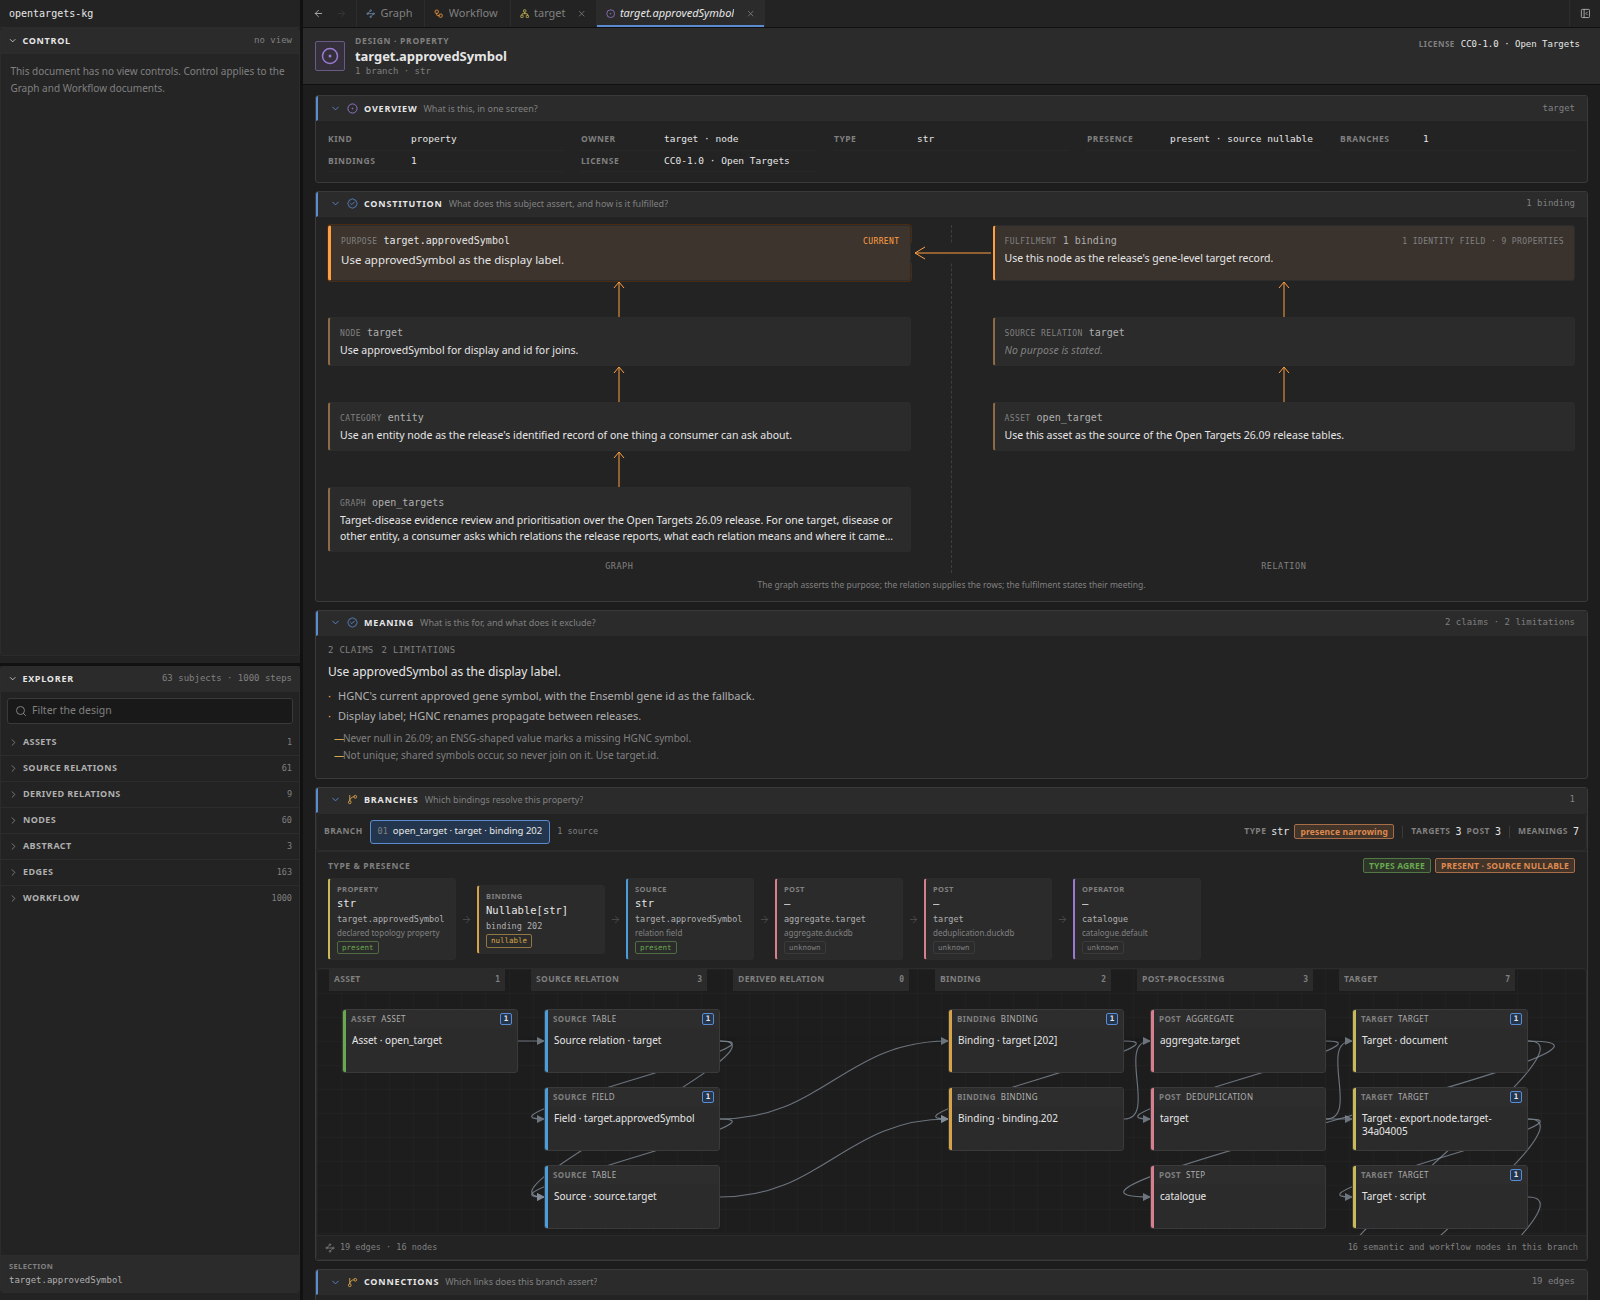 opentargets-kg
Graph
Workflow
target
target.approvedSymbol
CONTROL
no view
This document has no view controls. Control applies to the
Graph and Workflow documents.
EXPLORER
63 subjects · 1000 steps
Filter the design
ASSETS 1
SOURCE RELATIONS 61
DERIVED RELATIONS 9
NODES 60
ABSTRACT 3
EDGES 163
WORKFLOW 1000
SELECTION
target.approvedSymbol
DESIGN · PROPERTY
target.approvedSymbol
1 branch · str
LICENSE CC0-1.0 · Open Targets
OVERVIEW What is this, in one screen? target
KIND property OWNER target · node TYPE str PRESENCE present · source nullable BRANCHES 1
BINDINGS 1 LICENSE CC0-1.0 · Open Targets
CONSTITUTION What does this subject assert, and how is it fulfilled? 1 binding
PURPOSE target.approvedSymbol CURRENT
Use approvedSymbol as the display label.
FULFILMENT 1 binding 1 IDENTITY FIELD · 9 PROPERTIES
Use this node as the release's gene-level target record.
NODE target
Use approvedSymbol for display and id for joins.
SOURCE RELATION target
No purpose is stated.
CATEGORY entity
Use an entity node as the release's identified record of one thing a consumer can ask about.
ASSET open_target
Use this asset as the source of the Open Targets 26.09 release tables.
GRAPH open_targets
Target-disease evidence review and prioritisation over the Open Targets 26.09 release. For one target, disease or
other entity, a consumer asks which relations the release reports, what each relation means and where it came...
GRAPH
RELATION
The graph asserts the purpose; the relation supplies the rows; the fulfilment states their meeting.
MEANING What is this for, and what does it exclude? 2 claims · 2 limitations
2 CLAIMS 2 LIMITATIONS
Use approvedSymbol as the display label.
· HGNC's current approved gene symbol, with the Ensembl gene id as the fallback.
· Display label; HGNC renames propagate between releases.
—Never null in 26.09; an ENSG-shaped value marks a missing HGNC symbol.
—Not unique; shared symbols occur, so never join on it. Use target.id.
BRANCHES Which bindings resolve this property? 1
BRANCH 01 open_target · target · binding 202 1 source
TYPE str presence narrowing TARGETS 3 POST 3 MEANINGS 7
TYPE & PRESENCE
TYPES AGREE PRESENT · SOURCE NULLABLE
PROPERTY
str
target.approvedSymbol
declared topology property
present
BINDING
Nullable[str]
binding 202
nullable
SOURCE
str
target.approvedSymbol
relation field
present
POST
—
aggregate.target
aggregate.duckdb
unknown
POST
—
target
deduplication.duckdb
unknown
OPERATOR
—
catalogue
catalogue.default
unknown
ASSET 1
SOURCE RELATION 3
DERIVED RELATION 0
BINDING 2
POST-PROCESSING 3
TARGET 7
ASSET ASSET 1
Asset · open_target
SOURCE TABLE 1
Source relation · target
BINDING BINDING 1
Binding · target [202]
POST AGGREGATE
aggregate.target
TARGET TARGET 1
Target · document
SOURCE FIELD 1
Field · target.approvedSymbol
BINDING BINDING
Binding · binding.202
POST DEDUPLICATION
target
TARGET TARGET 1
Target · export.node.target-
34a04005
SOURCE TABLE
Source · source.target
POST STEP
catalogue
TARGET TARGET 1
Target · script
19 edges · 16 nodes
16 semantic and workflow nodes in this branch
CONNECTIONS Which links does this branch assert? 19 edges